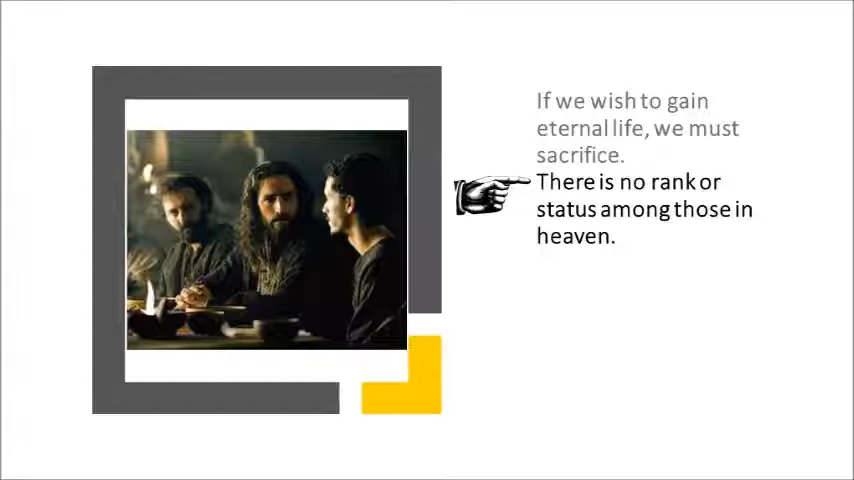 If we wish to gain
eternal life, we must
sacrifice.
There is no rank or
status among those in
heaven.